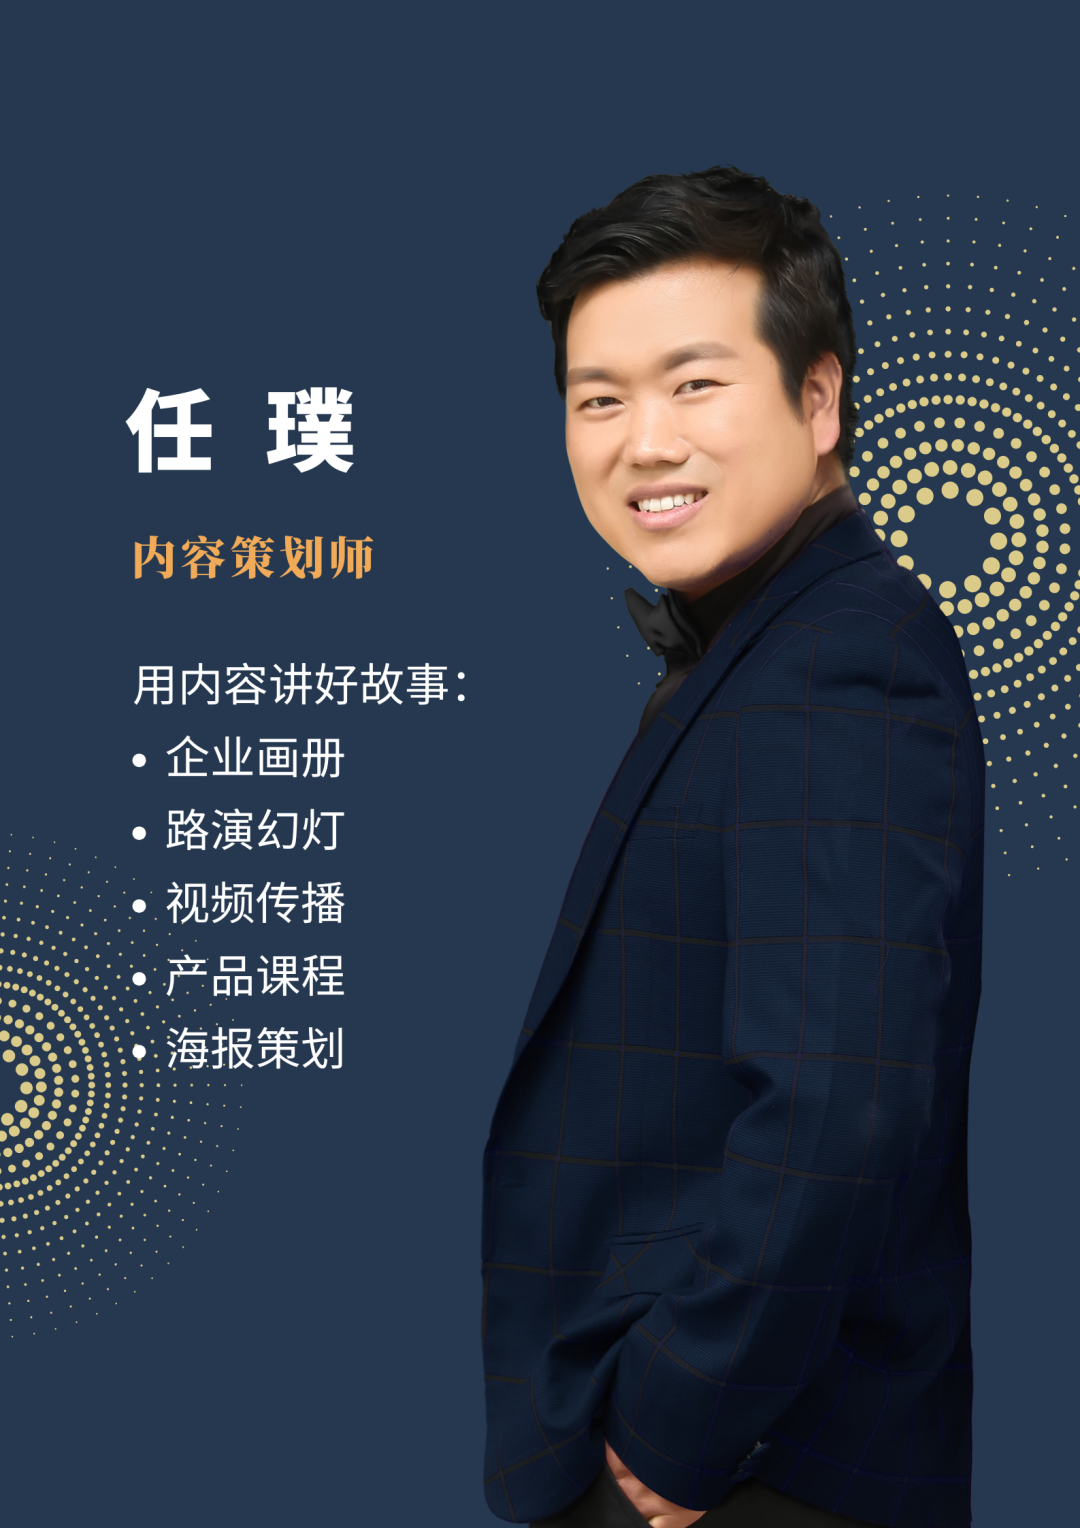 任 璞
内容策划师
用内容讲好故事：
• 企业画册
• 路演幻灯
• 视频传播
• 产品课程
• 海报策划